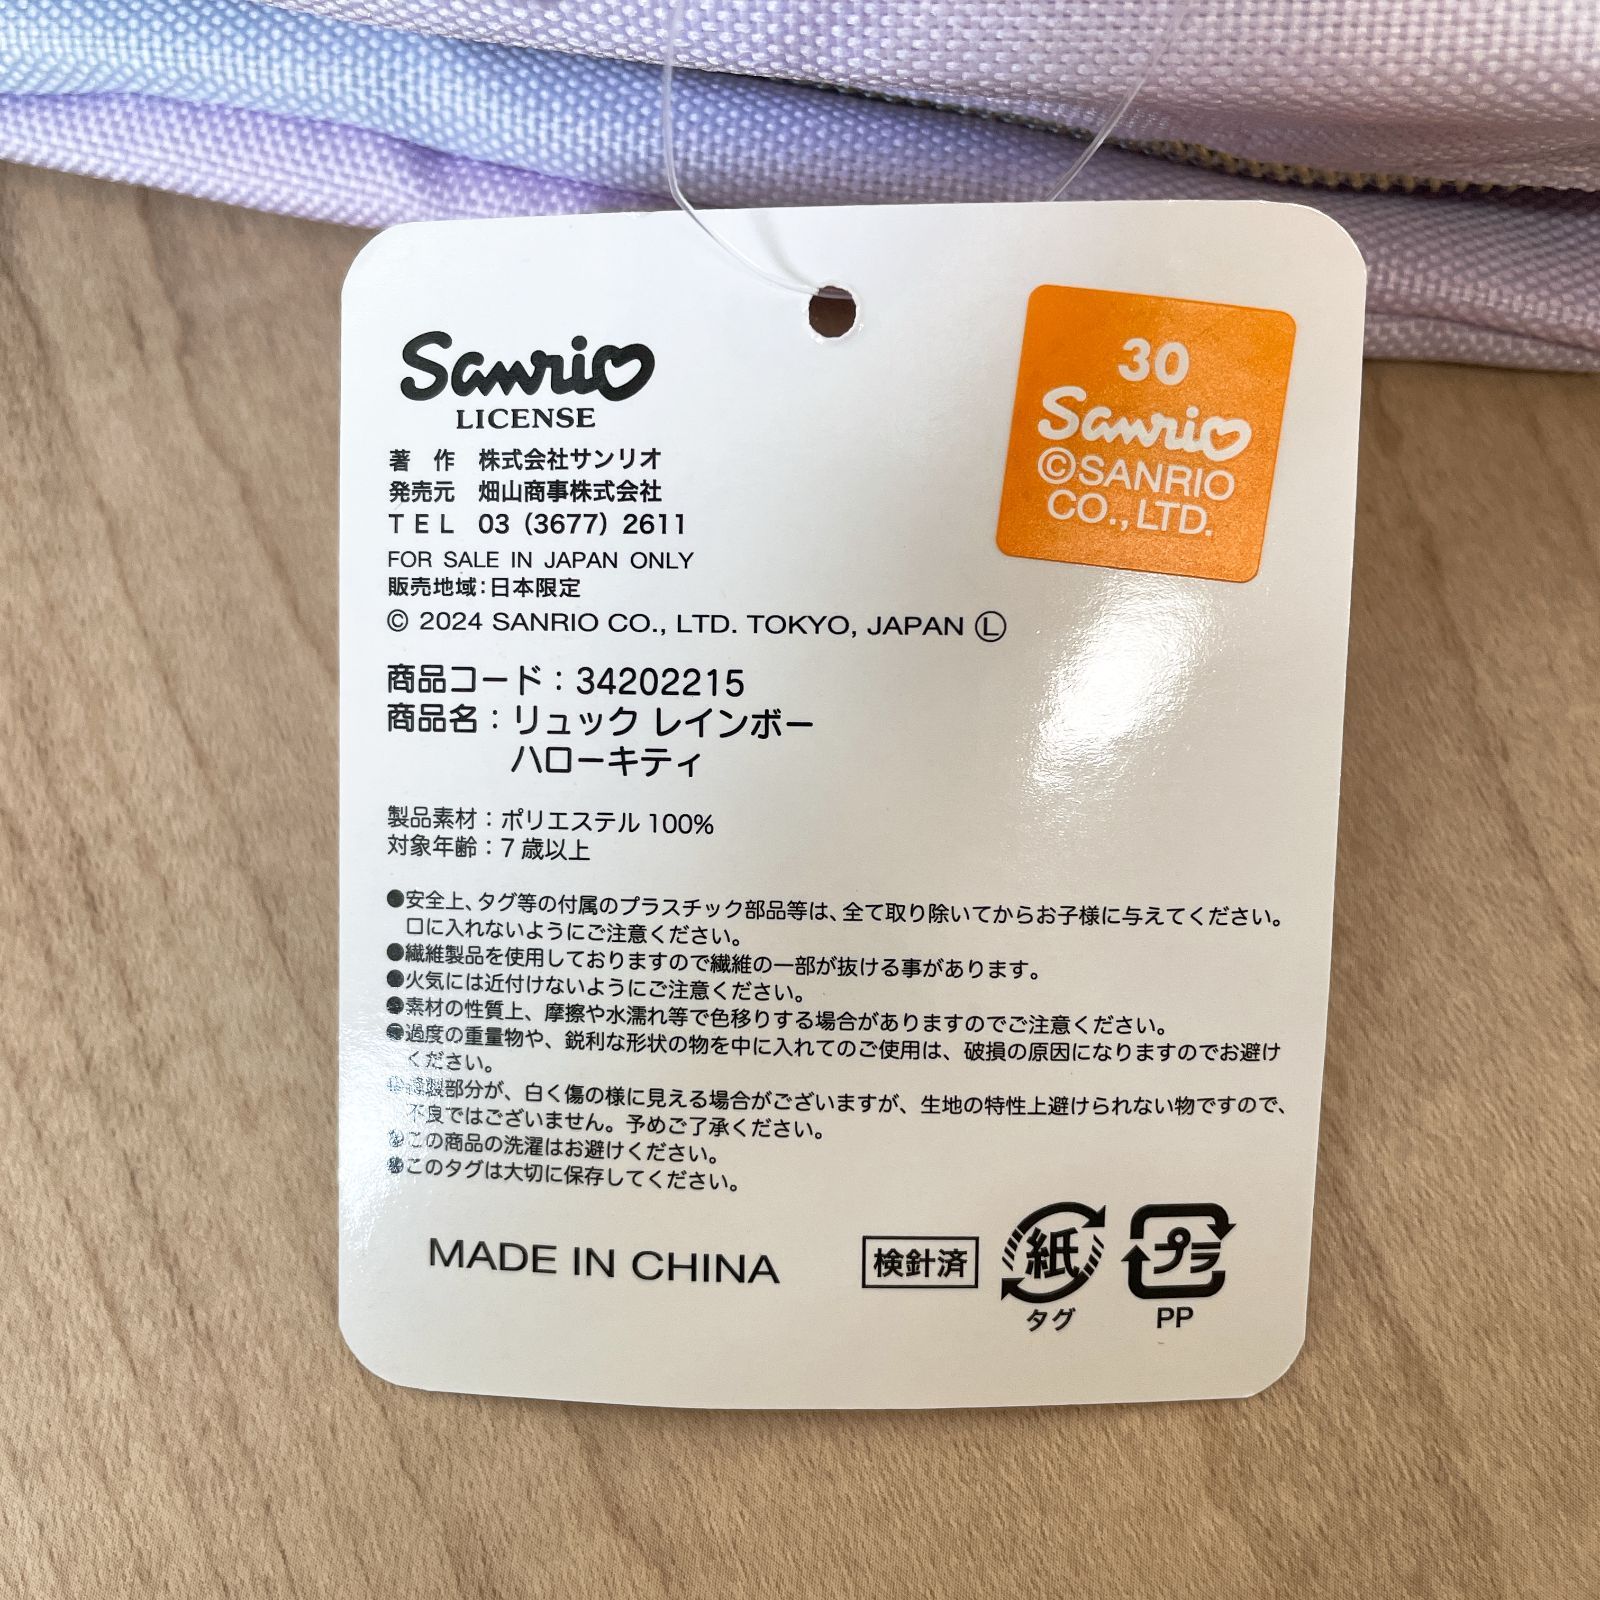 Sanrio
LICENSE
著　作　株式会社サンリオ
発売元　畑山商事株式会社
TEL　03（3677）2611
FOR SALE IN JAPAN ONLY
販売地域：日本限定
© 2024 SANRIO CO., LTD. TOKYO, JAPAN Ⓛ
30
Sanrio
©SANRIO
CO., LTD.
商品コード：34202215
商品名：リュック レインボー
ハローキティ
製品素材：ポリエステル 100%
対象年齢：7 歳以上
●安全上、タグ等の付属のプラスチック部品等は、全て取り除いてからお子様に与えてください。
口に入れないようにご注意ください。
●繊維製品を使用しておりますので繊維の一部が抜ける事があります。
●火気には近付けないようにご注意ください。
●素材の性質上、摩擦や水濡れ等で色移りする場合がありますのでご注意ください。
●過度の重量物や、鋭利な形状の物を中に入れてのご使用は、破損の原因になりますのでお避け
ください。
●縫製部分が、白く傷の様に見える場合がございますが、生地の特性上避けられない物ですので、
不良ではございません。予めご了承ください。
●この商品の洗濯はお避けください。
●このタグは大切に保存してください。
MADE IN CHINA
検針済
紙
タグ
プラ
PP